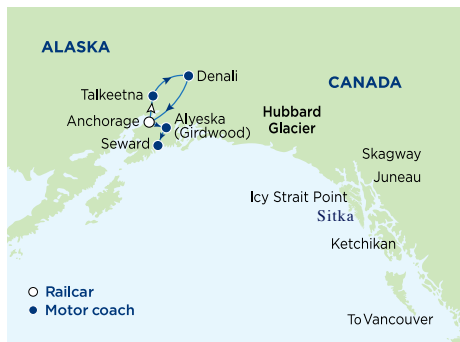 ALASKA
Denali
CANADA
Talkeetna
Anchorage
Alyeska
(Girdwood)
Hubbard
Glacier
Seward
Skagway
Juneau
Icy Strait Point
Sitka
Ketchikan
Railcar
Motor coach
To Vancouver